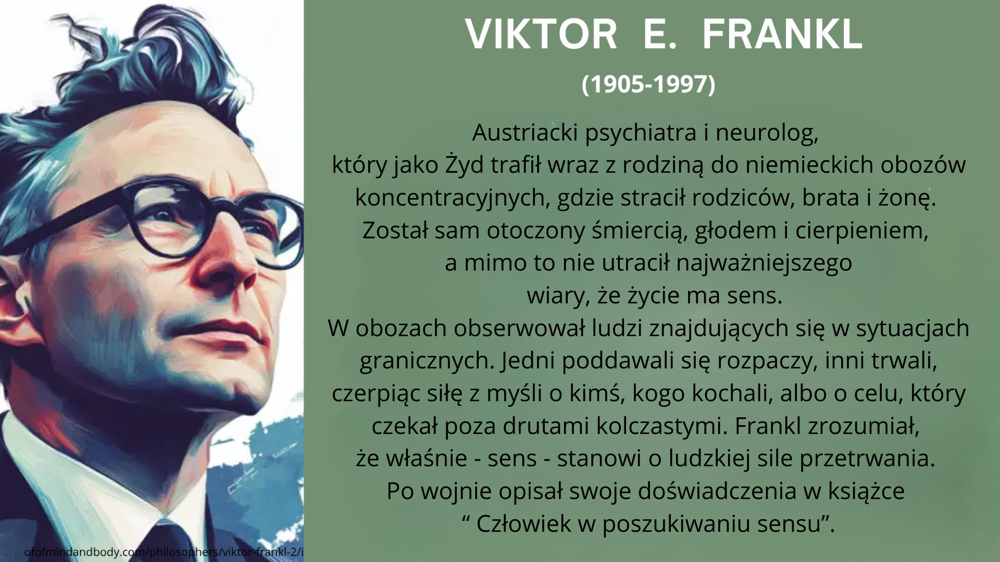 VIKTOR E. FRANKL
(1905-1997)
Austriacki psychiatra i neurolog,
który jako Żyd trafił wraz z rodziną do niemieckich obozów
koncentracyjnych, gdzie stracił rodziców, brata i żonę.
Został sam otoczony śmiercią, głodem i cierpieniem,
a mimo to nie utracił najważniejszego
wiary, że życie ma sens.
W obozach obserwował ludzi znajdujących się w sytuacjach
granicznych. Jedni poddawali się rozpaczy, inni trwali,
czerpiąc siłę z myśli o kimś, kogo kochali, albo o celu, który
czekał poza drutami kolczastymi. Frankl zrozumiał,
że właśnie - sens - stanowi o ludzkiej sile przetrwania.
Po wojnie opisał swoje doświadczenia w książce
“ Człowiek w poszukiwaniu sensu”.
ofofmindandbody.com/philosophers/viktor-frankl-2/i